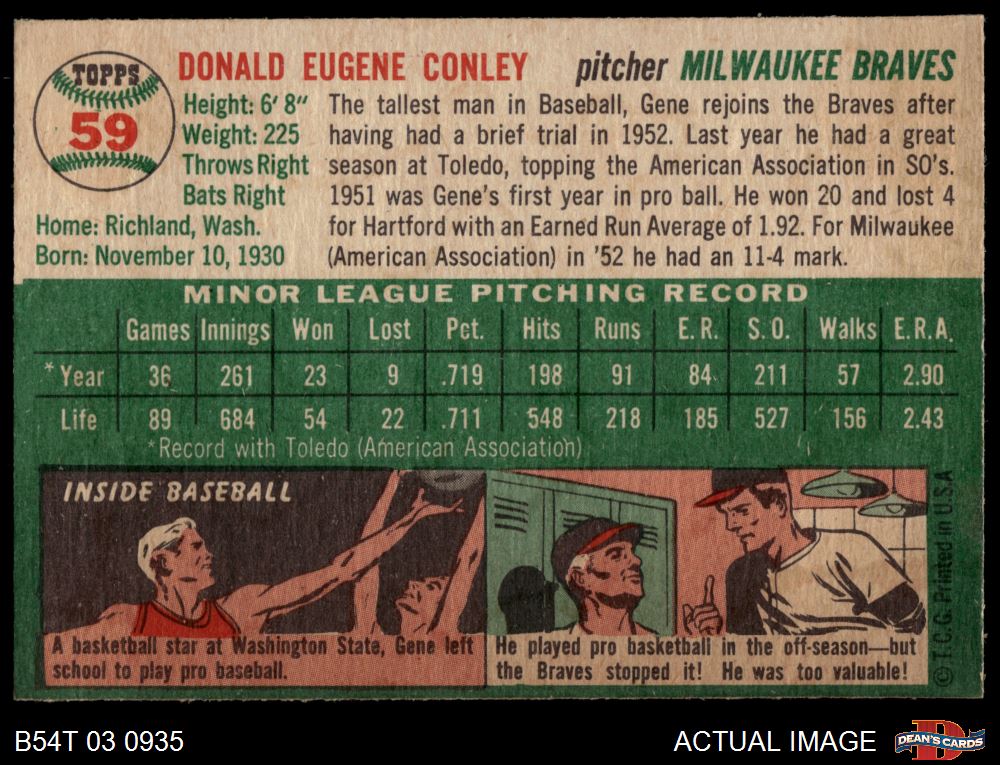 TOPPS
59
DONALD EUGENE CONLEY pitcher MILWAUKEE BRAVES
Height: 6' 8"
Weight: 225
Throws Right
Bats Right
Home: Richland, Wash.
Born: November 10, 1930
The tallest man in Baseball, Gene rejoins the Braves after
having had a brief trial in 1952. Last year he had a great
season at Toledo, topping the American Association in SO's.
1951 was Gene's first year in pro ball. He won 20 and lost 4
for Hartford with an Earned Run Average of 1.92. For Milwaukee
(American Association) in '52 he had an 11-4 mark.
MINOR LEAGUE PITCHING RECORD
Games Innings Won Lost Pct. Hits Runs E.R. S.O. Walks E.R.A.
*Year 36 261 23 9 .719 198 91 84 211 57 2.90
Life 89 684 54 22 .711 548 218 185 527 156 2.43
*Record with Toledo (American Association)
INSIDE BASEBALL
A basketball star at Washington State, Gene left
school to play pro baseball.
He played pro basketball in the off-season—but
the Braves stopped it! He was too valuable!
© T.C.G. Printed in U.S.A
B54T 03 0935
ACTUAL IMAGE
DEAN'S CARDS